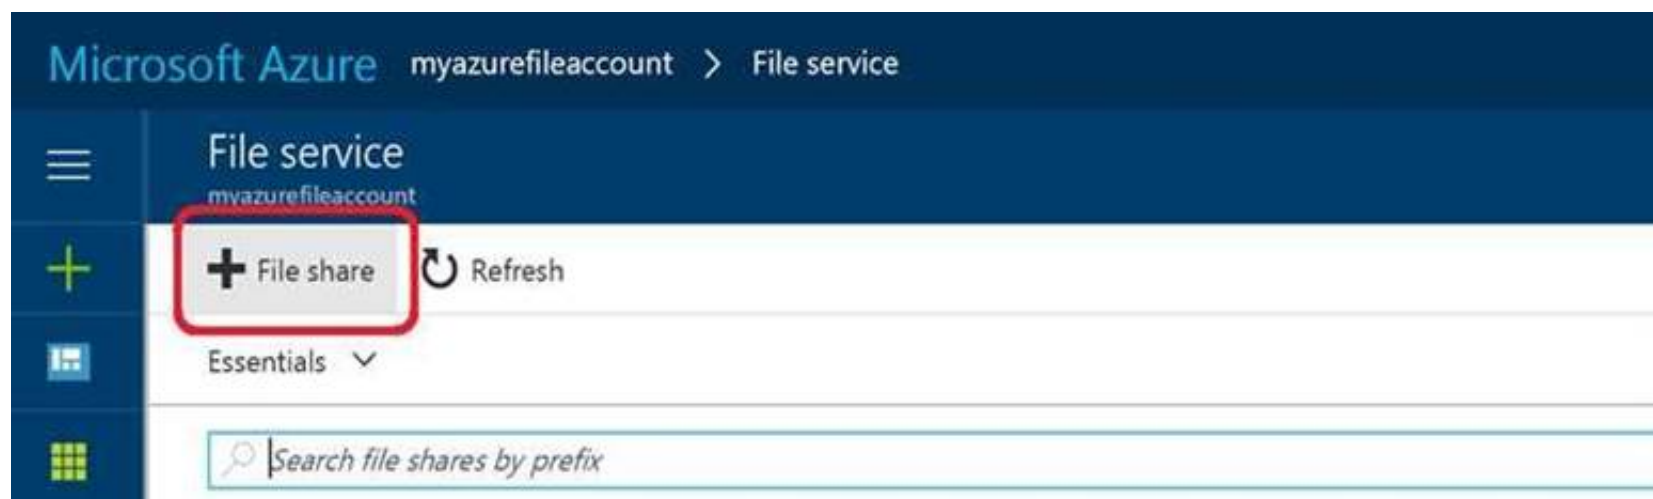 Microsoft Azure myazurefileaccount > File service
File service
myazurefileaccount
File share Refresh
Essentials
Search file shares by prefix